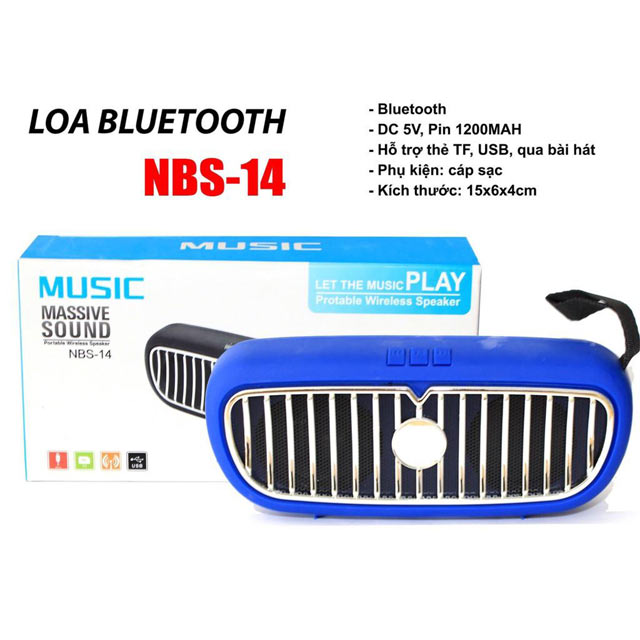 LOA BLUETOOTH
NBS-14
- Bluetooth
- DC 5V, Pin 1200MAH
- Hỗ trợ thẻ TF, USB, qua bài hát
- Phụ kiện: cáp sạc
- Kích thước: 15x6x4cm
MUSIC
MUSIC
MASSIVE
SOUND
Portable Wireless Speaker
NBS-14
LET THE MUSIC PLAY
Protable Wireless Speaker
USB